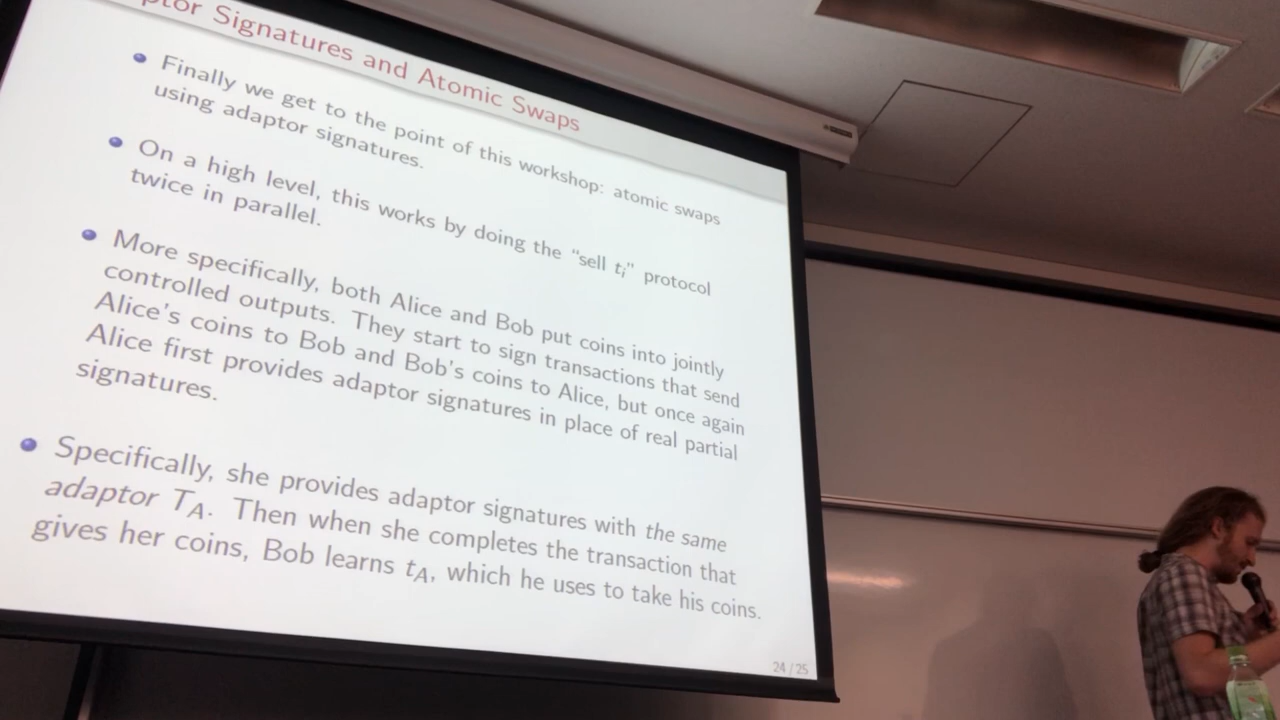 ptor Signatures and Atomic Swaps
Finally we get to the point of this workshop: atomic swaps
using adaptor signatures.
On a high level, this works by doing the “sell ti” protocol
twice in parallel.
More specifically, both Alice and Bob put coins into jointly
controlled outputs. They start to sign transactions that send
Alice's coins to Bob and Bob's coins to Alice, but once again
Alice first provides adaptor signatures in place of real partial
signatures.
Specifically, she provides adaptor signatures with the same
adaptor TA. Then when she completes the transaction that
gives her coins, Bob learns tA, which he uses to take his coins.
24 / 25